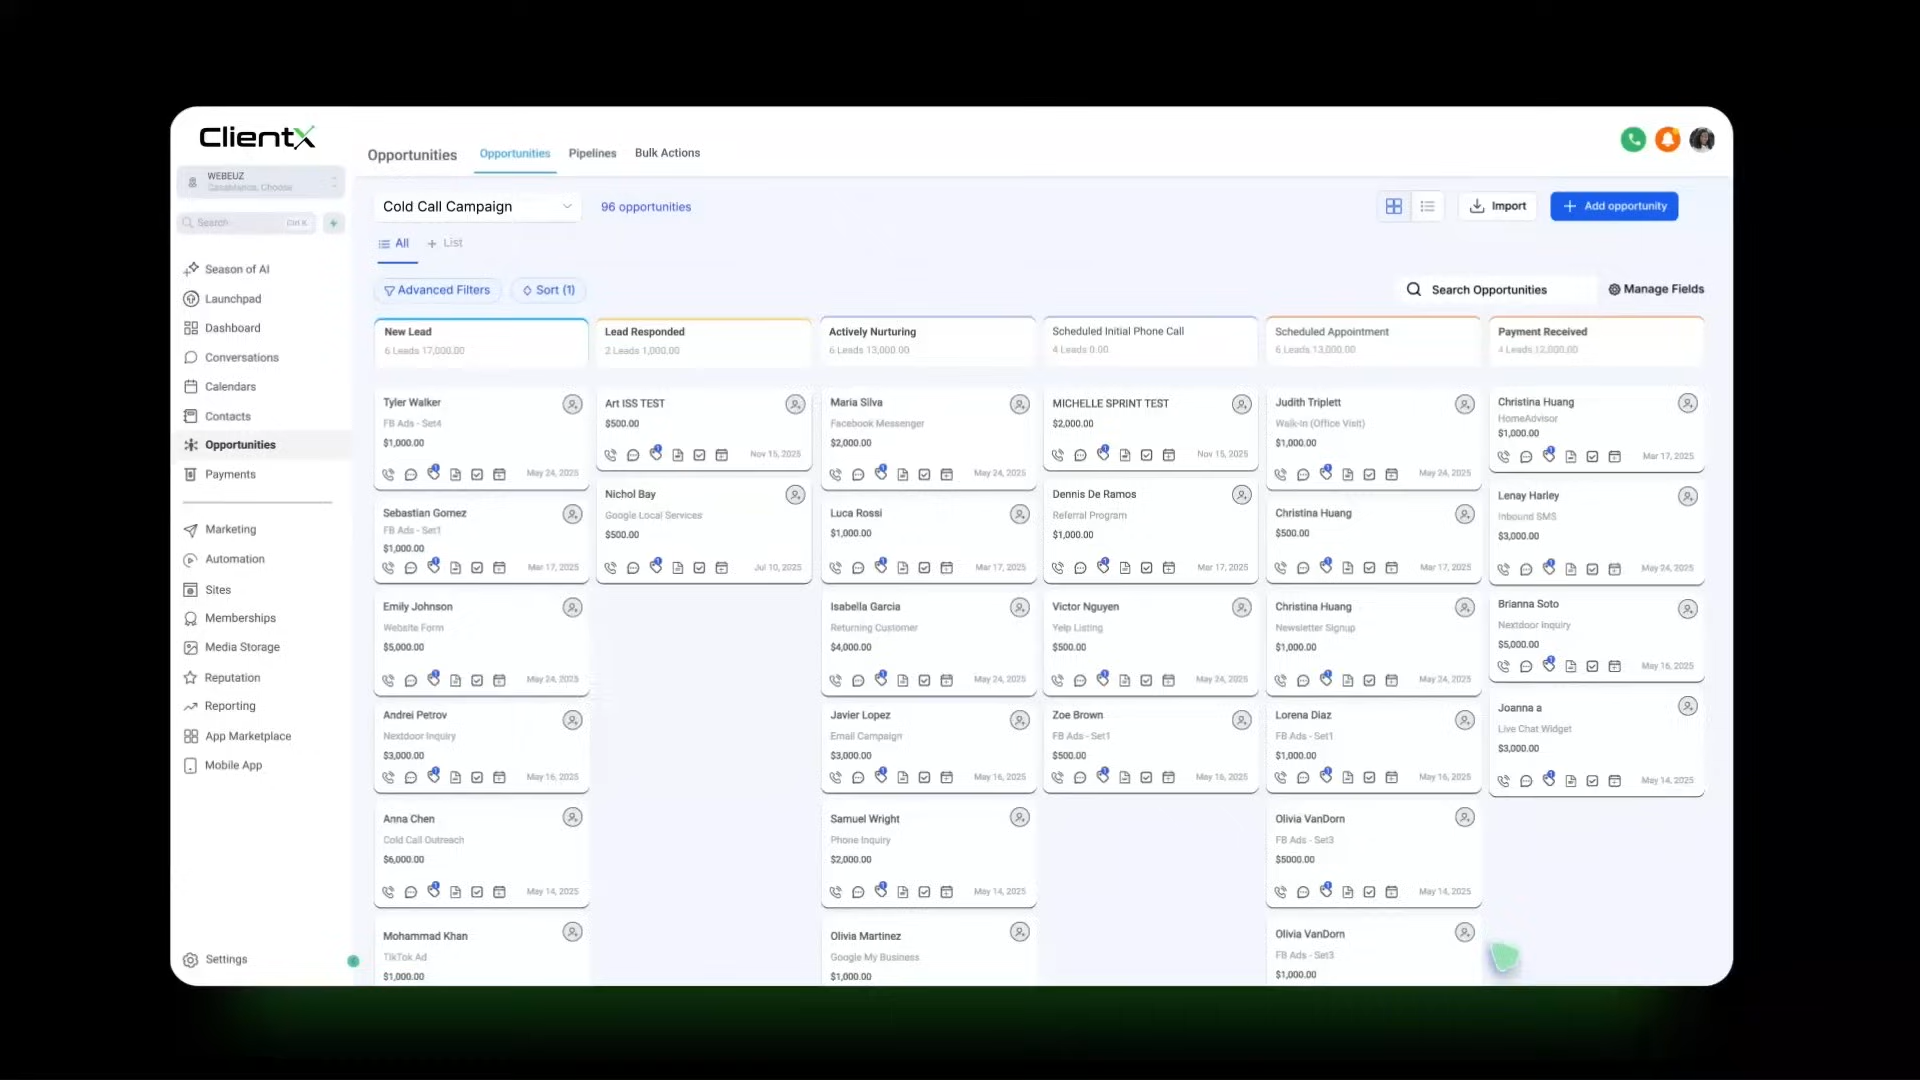 ClientX
WEBEUZ
Search
Ctrl K
Season of AI
Launchpad
Dashboard
Conversations
Calendars
Contacts
Opportunities
Payments
Marketing
Automation
Sites
Memberships
Media Storage
Reputation
Reporting
App Marketplace
Mobile App
Settings
Opportunities
Opportunities
Pipelines
Bulk Actions
Cold Call Campaign
96 opportunities
Import
+ Add opportunity
All
+ List
Advanced Filters
Sort (1)
Search Opportunities
Manage Fields
New Lead
6 Leads 17,000.00
Tyler Walker
FB Ads - Set4
$1,000.00
May 24, 2025
Sebastian Gomez
FB Ads - Set1
$1,000.00
Mar 17, 2025
Emily Johnson
Website Form
$5,000.00
May 24, 2025
Andrei Petrov
Nextdoor Inquiry
$3,000.00
May 16, 2025
Anna Chen
Cold Call Outreach
$6,000.00
May 14, 2025
Mohammad Khan
TikTok Ad
$1,000.00
Lead Responded
2 Leads 1,000.00
Art ISS TEST
$500.00
Nov 15, 2025
Nichol Bay
Google Local Services
$500.00
Jul 10, 2025
Actively Nurturing
6 Leads 13,000.00
Maria Silva
Facebook Messenger
$2,000.00
May 24, 2025
Luca Rossi
$1,000.00
Mar 17, 2025
Isabella Garcia
Returning Customer
$4,000.00
May 24, 2025
Javier Lopez
Email Campaign
$3,000.00
May 16, 2025
Samuel Wright
Phone Inquiry
$2,000.00
May 14, 2025
Olivia Martinez
Google My Business
$1,000.00
Scheduled Initial Phone Call
4 Leads 0.00
MICHELLE SPRINT TEST
$2,000.00
Nov 15, 2025
Dennis De Ramos
Referral Program
$1,000.00
Mar 17, 2025
Victor Nguyen
Yelp Listing
$500.00
May 24, 2025
Zoe Brown
FB Ads - Set1
$500.00
May 16, 2025
Scheduled Appointment
6 Leads 13,000.00
Judith Triplett
Walk-In (Office Visit)
$1,000.00
May 24, 2025
Christina Huang
$500.00
Mar 17, 2025
Christina Huang
Newsletter Signup
$1,000.00
May 24, 2025
Lorena Diaz
FB Ads - Set1
$1,000.00
May 16, 2025
Olivia VanDorn
FB Ads - Set3
$5000.00
May 14, 2025
Olivia VanDorn
FB Ads - Set3
$1,000.00
Payment Received
4 Leads 12,000.00
Christina Huang
HomeAdvisor
$1,000.00
Mar 17, 2025
Lenay Harley
Inbound SMS
$3,000.00
May 24, 2025
Brianna Soto
Nextdoor Inquiry
$5,000.00
May 16, 2025
Joanna a
Live Chat Widget
$3,000.00
May 14, 2025